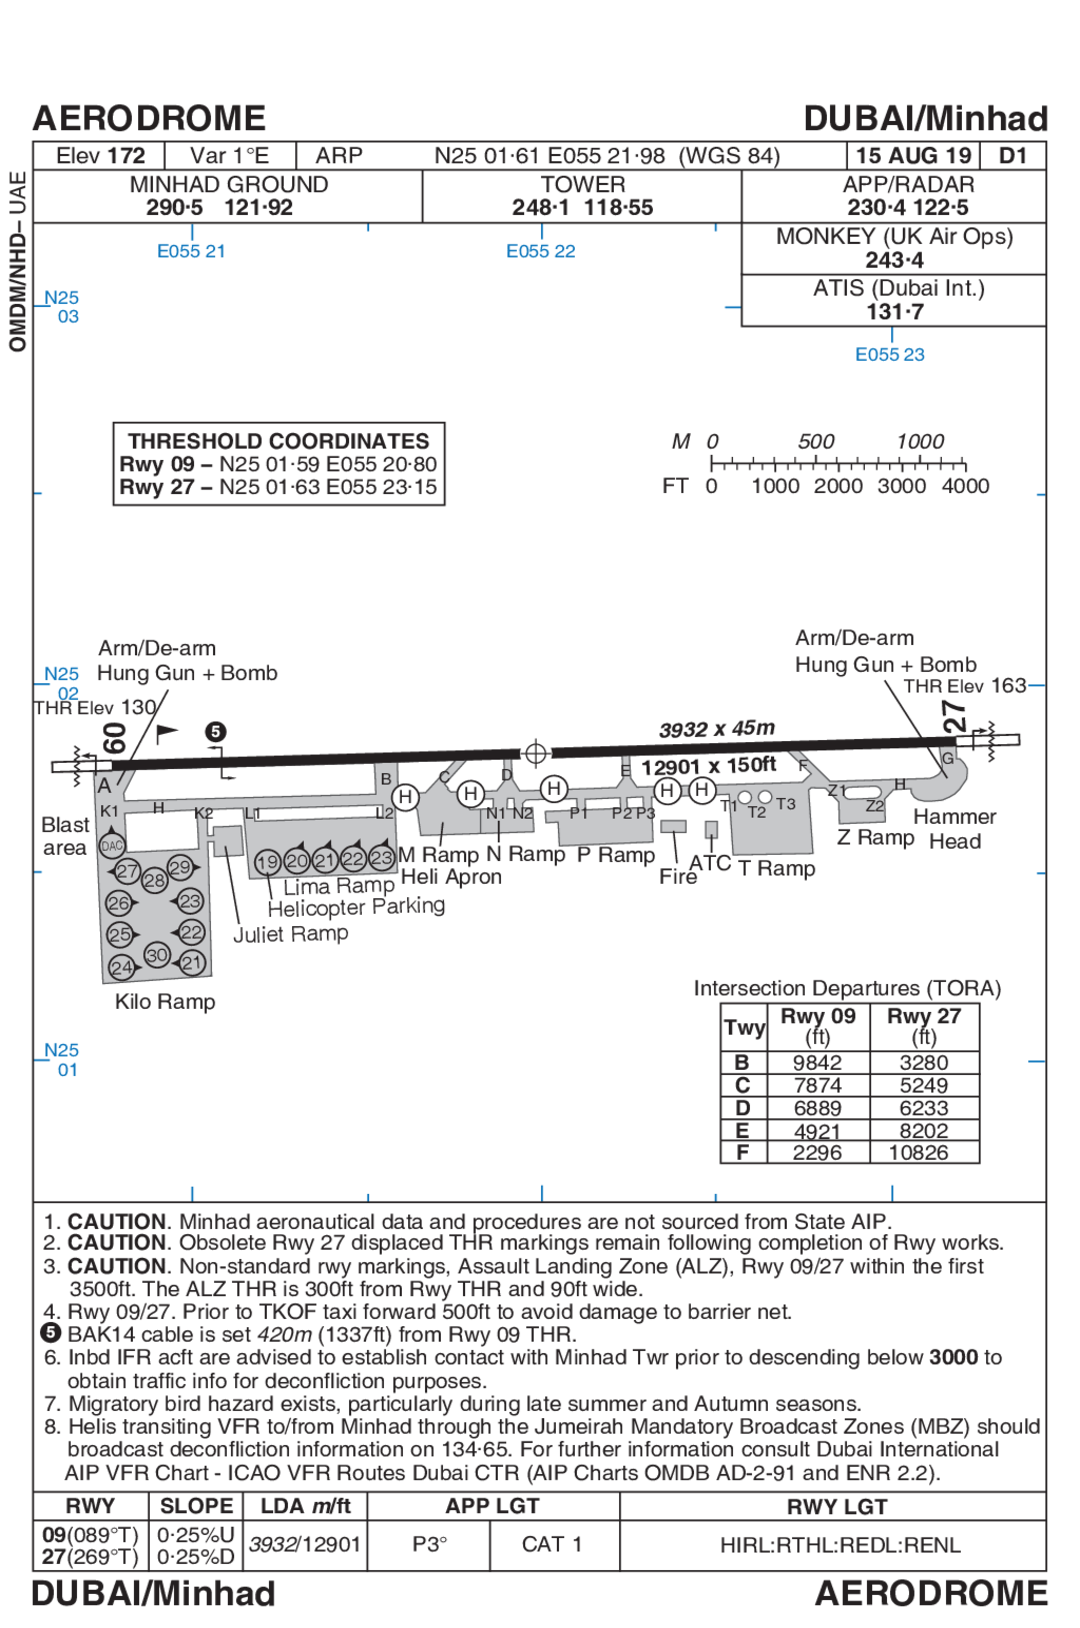 AERODROME DUBAI/Minhad
OMDM/NHD– UAE
Elev 172 Var 1°E ARP N25 01·61 E055 21·98 (WGS 84) 15 AUG 19 D1
MINHAD GROUND TOWER APP/RADAR
290·5 121·92 248·1 118·55 230·4 122·5
MONKEY (UK Air Ops)
243·4
ATIS (Dubai Int.)
131·7
E055 21 E055 22
N25
03
E055 23
THRESHOLD COORDINATES
Rwy 09 – N25 01·59 E055 20·80
Rwy 27 – N25 01·63 E055 23·15
M 0 500 1000
FT 0 1000 2000 3000 4000
Arm/De-arm
Hung Gun + Bomb
Arm/De-arm
Hung Gun + Bomb
N25
02
THR Elev 130
THR Elev 163
09
5
27
3932 x 45m
12901 x 150ft
A B C D E F G
K1 H K2 L1 L2 H H H H H N1 N2 P1 P2 P3 T1 T2 T3 Z1 Z2 H
Blast
area
DAC
27 28 29
26 23
25 22
24 30 21
19 20 21 22 23
Kilo Ramp
Juliet Ramp
Lima Ramp
Helicopter Parking
M Ramp
Heli Apron
N Ramp
P Ramp
Fire
ATC
T Ramp
Z Ramp
Hammer
Head
N25
01
Intersection Departures (TORA)
Twy Rwy 09 (ft) Rwy 27 (ft)
B 9842 3280
C 7874 5249
D 6889 6233
E 4921 8202
F 2296 10826
1. CAUTION. Minhad aeronautical data and procedures are not sourced from State AIP.
2. CAUTION. Obsolete Rwy 27 displaced THR markings remain following completion of Rwy works.
3. CAUTION. Non-standard rwy markings, Assault Landing Zone (ALZ), Rwy 09/27 within the first
3500ft. The ALZ THR is 300ft from Rwy THR and 90ft wide.
4. Rwy 09/27. Prior to TKOF taxi forward 500ft to avoid damage to barrier net.
5 BAK14 cable is set 420m (1337ft) from Rwy 09 THR.
6. Inbd IFR acft are advised to establish contact with Minhad Twr prior to descending below 3000 to
obtain traffic info for deconfliction purposes.
7. Migratory bird hazard exists, particularly during late summer and Autumn seasons.
8. Helis transiting VFR to/from Minhad through the Jumeirah Mandatory Broadcast Zones (MBZ) should
broadcast deconfliction information on 134·65. For further information consult Dubai International
AIP VFR Chart - ICAO VFR Routes Dubai CTR (AIP Charts OMDB AD-2-91 and ENR 2.2).
RWY SLOPE LDA m/ft APP LGT RWY LGT
09(089°T) 0·25%U 3932/12901 P3° CAT 1 HIRL:RTHL:REDL:RENL
27(269°T) 0·25%D
DUBAI/Minhad AERODROME